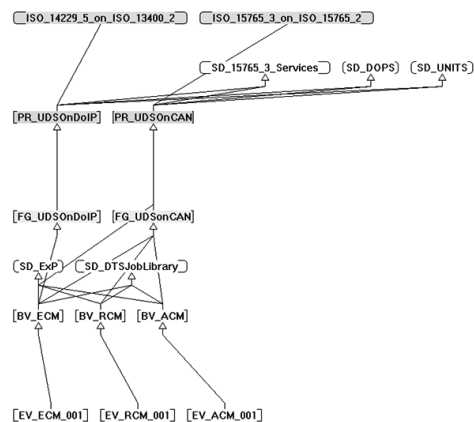 ISO_14229_5_on_ISO_13400_2
ISO_15765_3_on_ISO_15765_2
(SD_15765_3_Services)
(SD_DOPS)
(SD_UNITS)
[PR_UDSOnDoIP]
[PR_UDSonCAN]
[FG_UDSOnDoIP]
[FG_UDSonCAN]
(SD_ExP)
(SD_DTSJobLibrary)
[BV_ECM]
[BV_RCM]
[BV_ACM]
[EV_ECM_001]
[EV_RCM_001]
[EV_ACM_001]